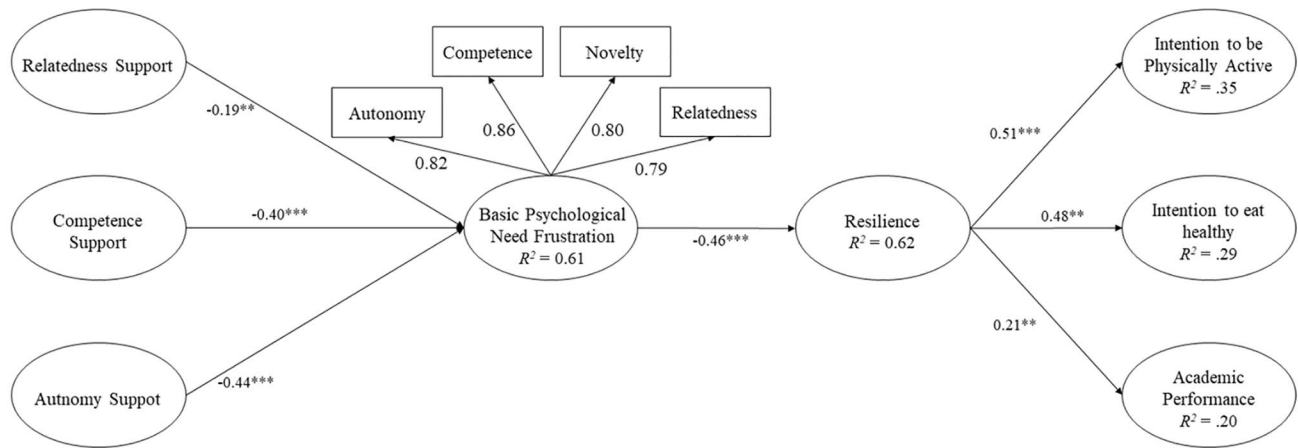 Relatedness Support
-0.19**
Competence
Support
-0.40***
Autnomy Suppot
-0.44***
Competence
Novelty
Autonomy
Relatedness
0.82
0.86
0.80
0.79
Basic Psychological
Need Frustration
R² = 0.61
-0.46***
Resilience
R² = 0.62
0.51***
0.48**
0.21**
Intention to be
Physically Active
R² = .35
Intention to eat
healthy
R² = .29
Academic
Performance
R² = .20